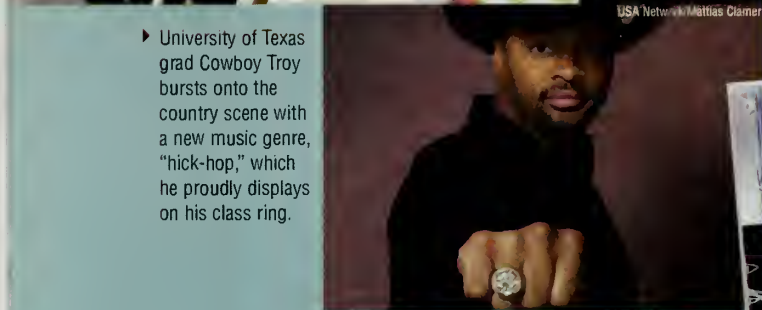 USA Network/Mattias Clamer
University of Texas
grad Cowboy Troy
bursts onto the
country scene with
a new music genre,
“hick-hop,” which
he proudly displays
on his class ring.